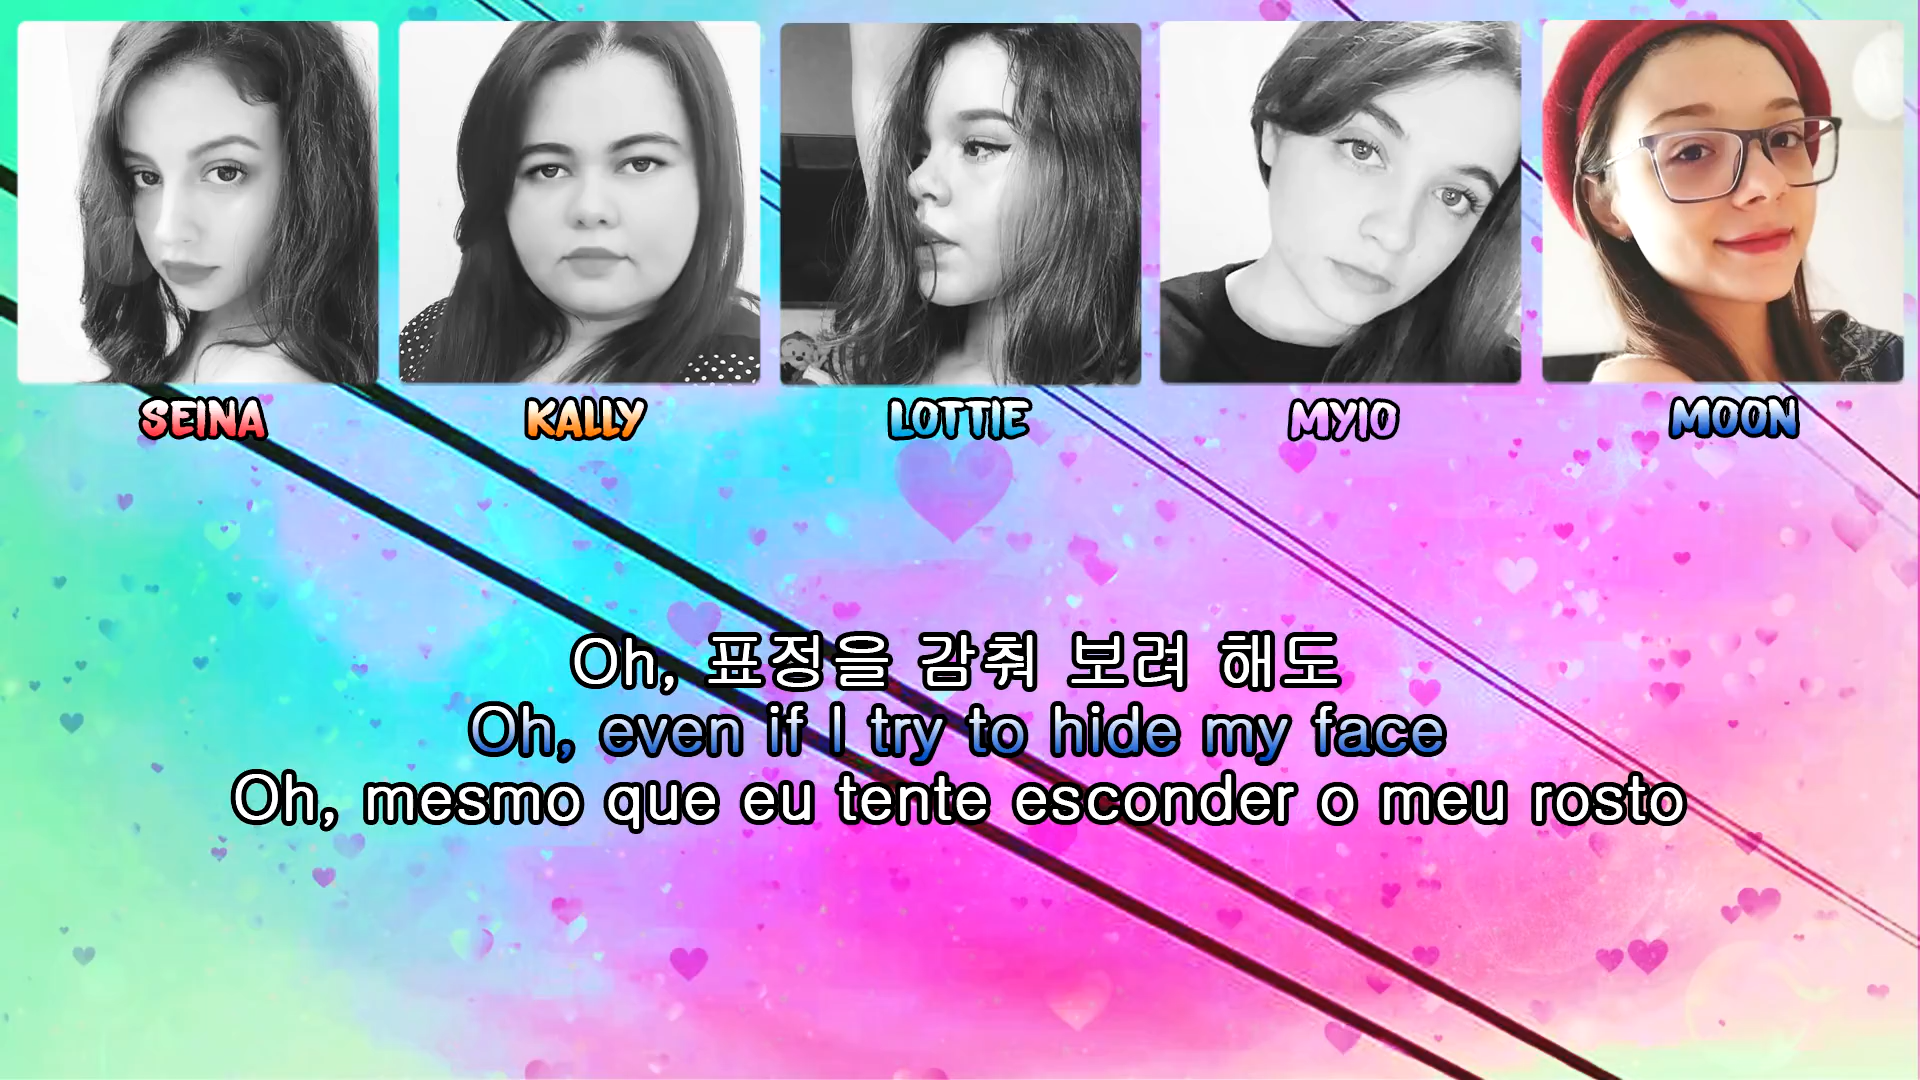 SEINA
KALLY
LOTTIE
MYIO
MOON
Oh, 표정을 감춰 보려 해도
Oh, even if I try to hide my face
Oh, mesmo que eu tente esconder o meu rosto